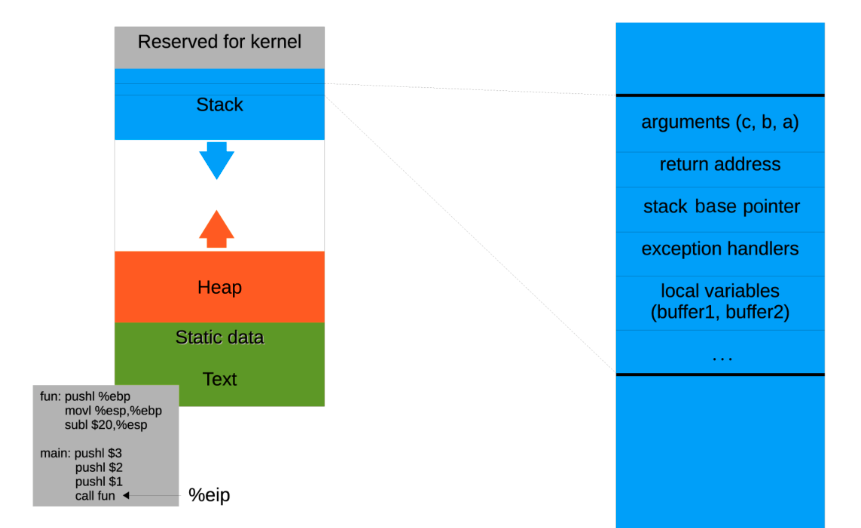 Reserved for kernel
Stack
Heap
Static data
Text
fun: pushl %ebp
movl %esp,%ebp
subl $20,%esp
main: pushl $3
pushl $2
pushl $1
call fun
%eip
arguments (c, b, a)
return address
stack base pointer
exception handlers
local variables
(buffer1, buffer2)
...